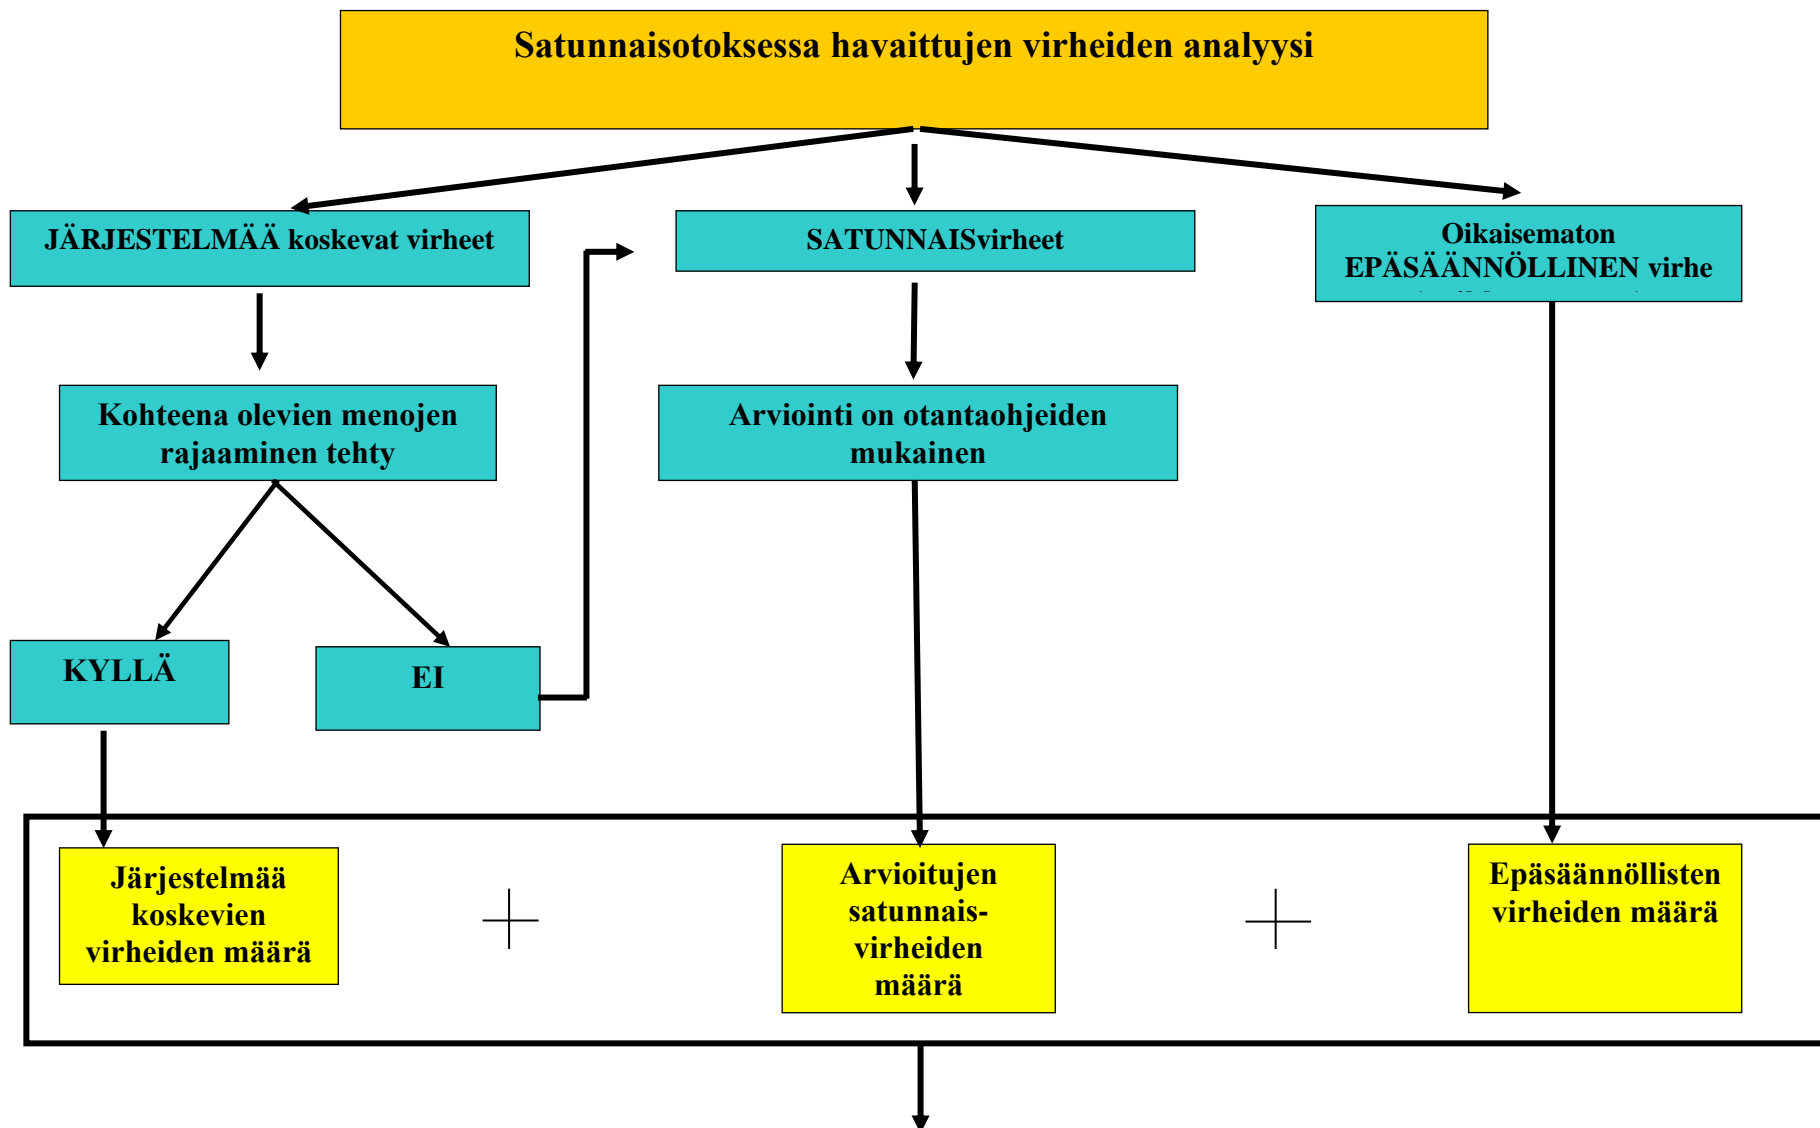 Satunnaisotoksessa havaittujen virheiden analyysi
JÄRJESTELMÄÄ koskevat virheet
SATUNNAISvirheet
Oikaisematon
EPÄSÄÄNNÖLLINEN virhe
Kohteena olevien menojen
rajaaminen tehty
Arviointi on otantaohjeiden
mukainen
KYLLÄ
EI
Järjestelmää
koskevien
virheiden määrä
Arvioitujen
satunnais-
virheiden
määrä
Epäsäännöllisten
virheiden määrä